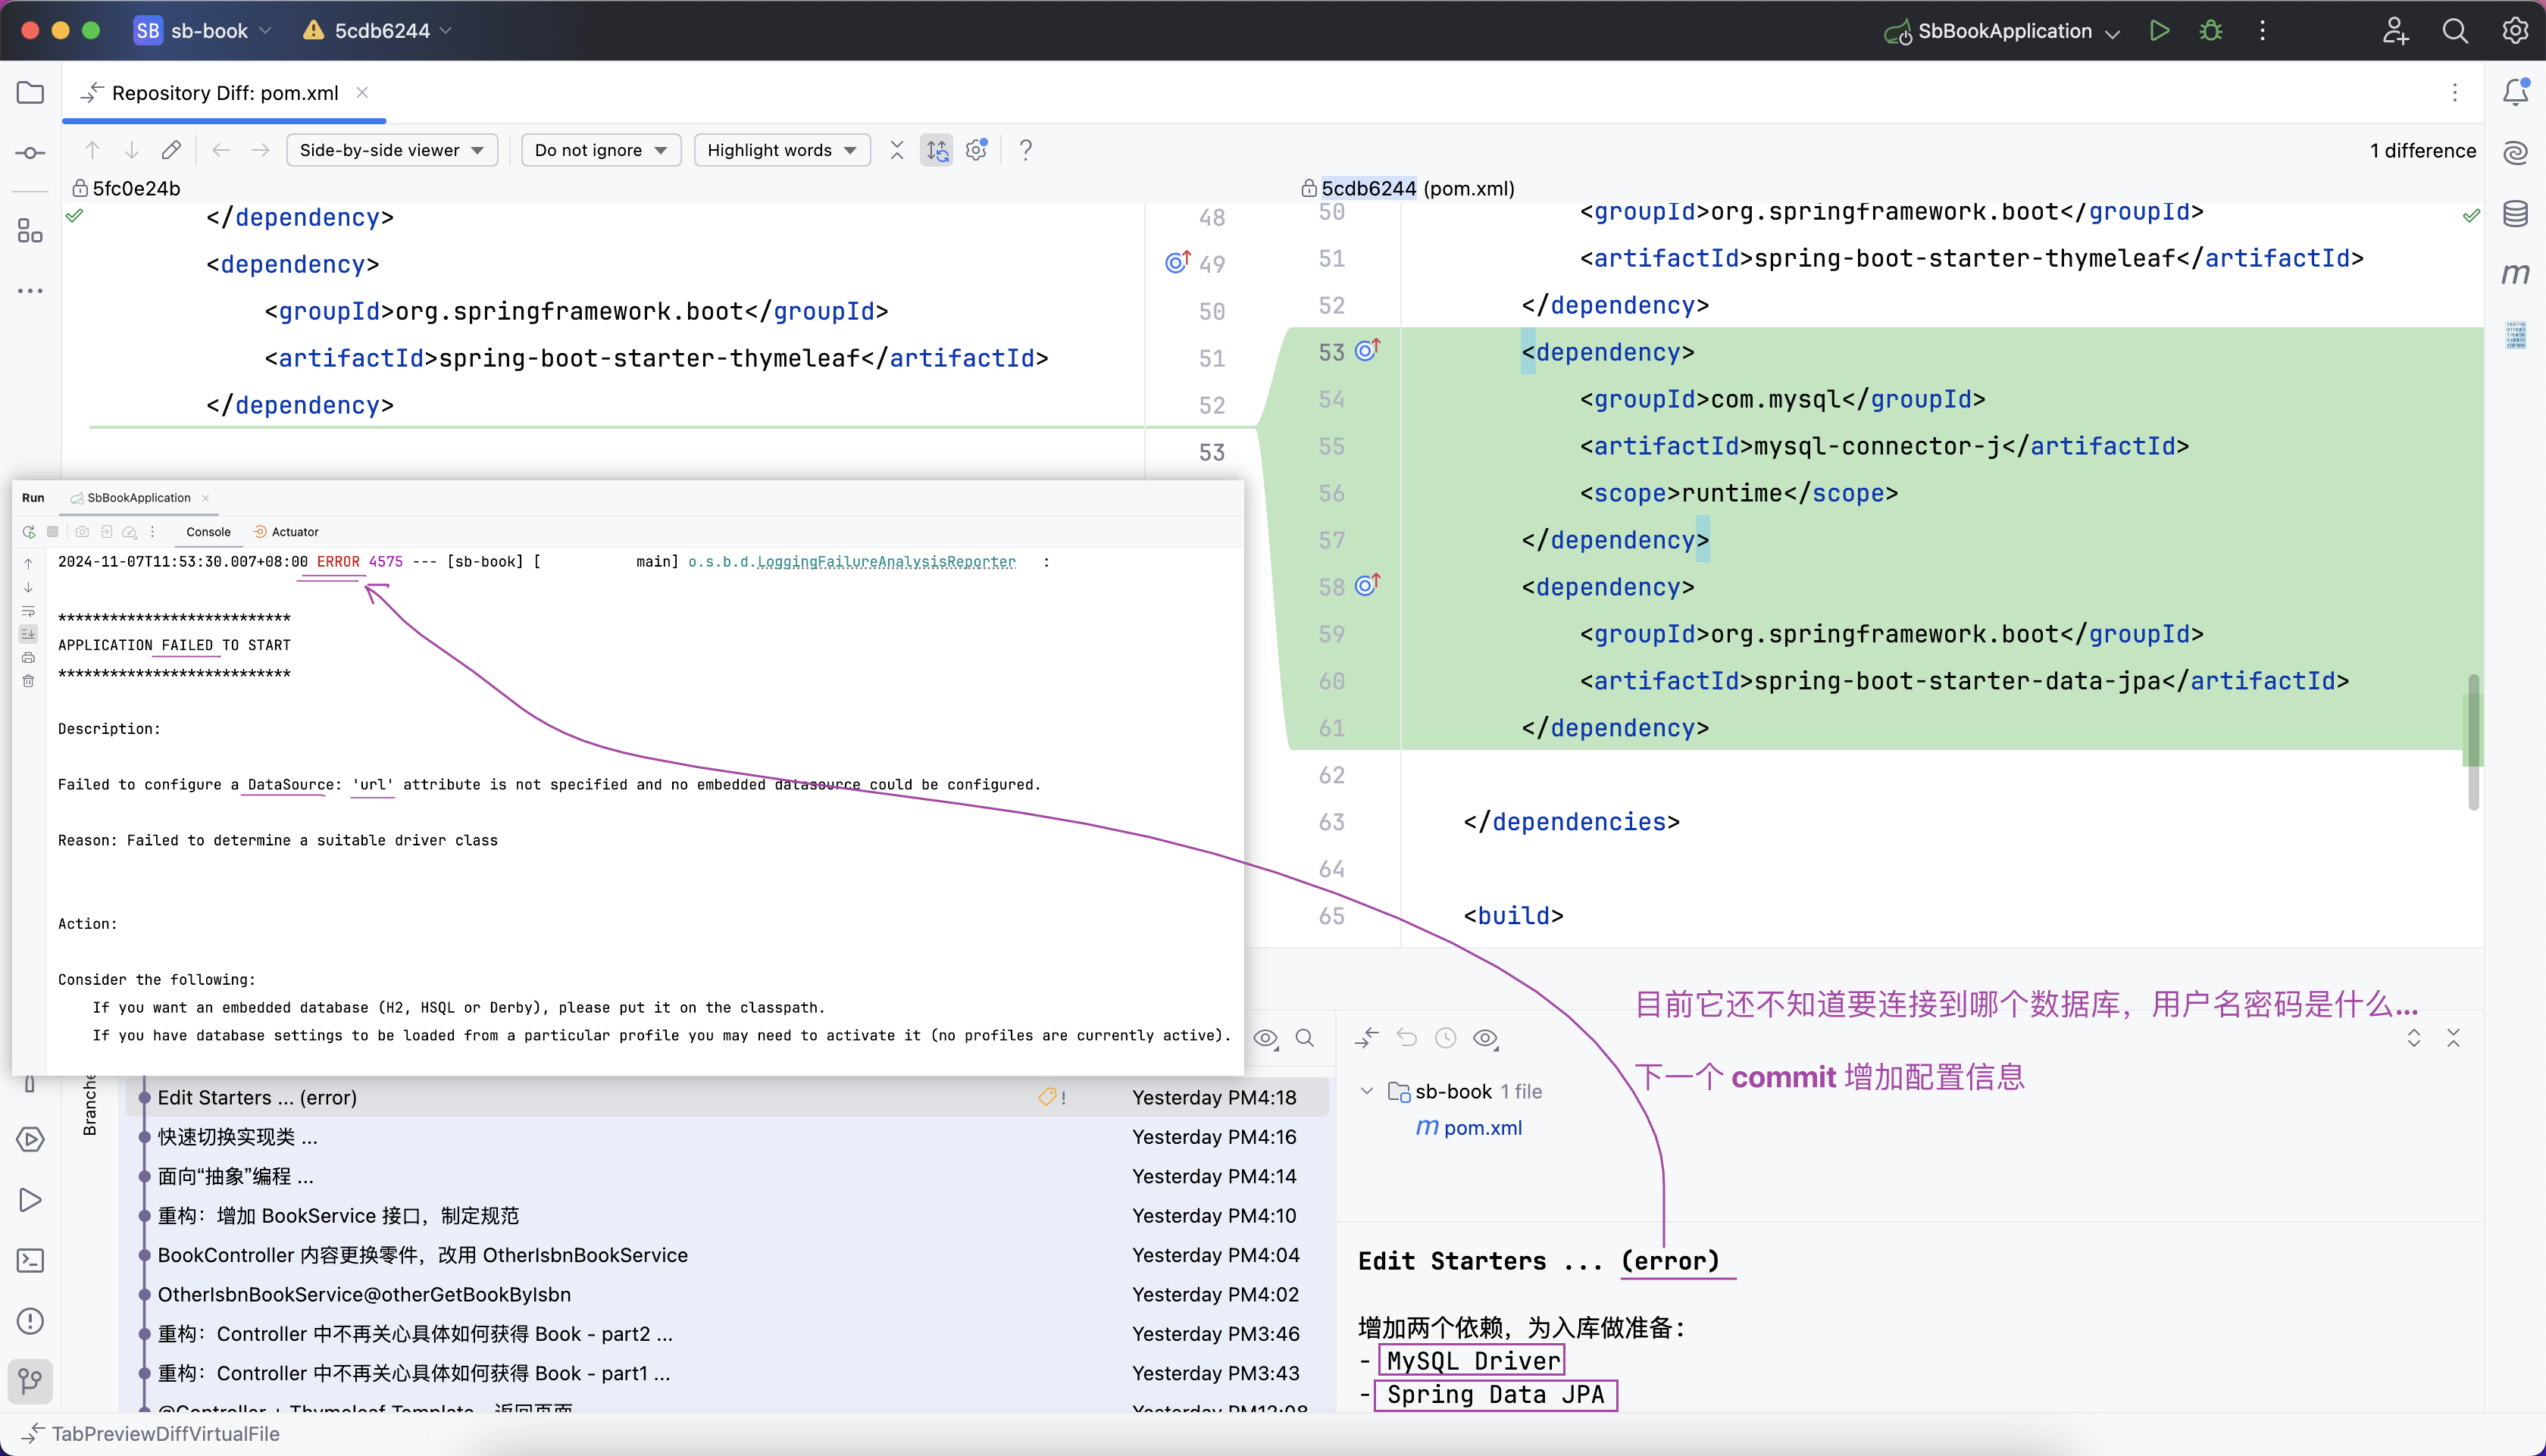 SB sb-book 5cdb6244 SbBookApplication
Repository Diff: pom.xml
Side-by-side viewer Do not ignore Highlight words ? 1 difference
5fc0e24b
</dependency> 48
<dependency> 49
<groupId>org.springframework.boot</groupId> 50
<artifactId>spring-boot-starter-thymeleaf</artifactId> 51
</dependency> 52
53
5cdb6244 (pom.xml)
50 <groupId>org.springframework.boot</groupId>
51 <artifactId>spring-boot-starter-thymeleaf</artifactId>
52 </dependency>
53 <dependency>
54 <groupId>com.mysql</groupId>
55 <artifactId>mysql-connector-j</artifactId>
56 <scope>runtime</scope>
57 </dependency>
58 <dependency>
59 <groupId>org.springframework.boot</groupId>
60 <artifactId>spring-boot-starter-data-jpa</artifactId>
61 </dependency>
62
63 </dependencies>
64
65 <build>
Run SbBookApplication
Console Actuator
2024-11-07T11:53:30.007+08:00 ERROR 4575 --- [sb-book] [ main] o.s.b.d.LoggingFailureAnalysisReporter :
***************************
APPLICATION FAILED TO START
***************************
Description:
Failed to configure a DataSource: 'url' attribute is not specified and no embedded datasource could be configured.
Reason: Failed to determine a suitable driver class
Action:
Consider the following:
If you want an embedded database (H2, HSQL or Derby), please put it on the classpath.
If you have database settings to be loaded from a particular profile you may need to activate it (no profiles are currently active).
目前它还不知道要连接到哪个数据库，用户名密码是什么...
下一个 commit 增加配置信息
Edit Starters ... (error) ! Yesterday PM4:18
快速切换实现类 ... Yesterday PM4:16
面向“抽象”编程 ... Yesterday PM4:14
重构：增加 BookService 接口，制定规范 Yesterday PM4:10
BookController 内容更换零件，改用 OtherIsbnBookService Yesterday PM4:04
OtherIsbnBookService@otherGetBookByIsbn Yesterday PM4:02
重构：Controller 中不再关心具体如何获得 Book - part2 ... Yesterday PM3:46
重构：Controller 中不再关心具体如何获得 Book - part1 ... Yesterday PM3:43
@Controller + Thymeleaf Template，返回页面 Yesterday PM12:08
sb-book 1 file
m pom.xml
Edit Starters ... (error)
增加两个依赖，为入库做准备：
- MySQL Driver
- Spring Data JPA
TabPreviewDiffVirtualFile